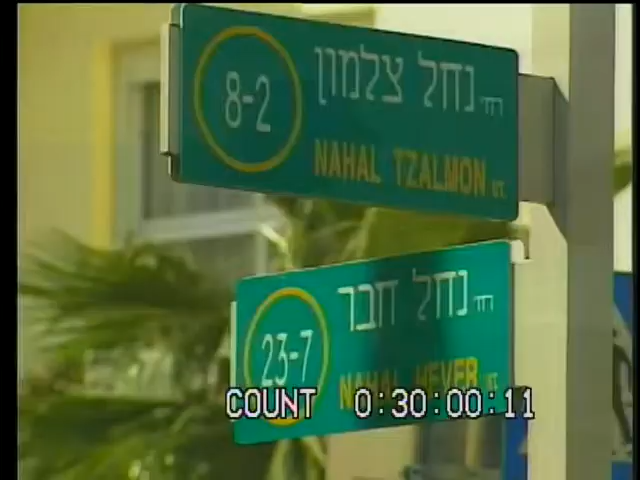 8-2
רח' נחל צלמון
NAHAL TZALMON ST.
23-7
רח' נחל חבר
NAHAL HEVER ST.
COUNT 0:30:00:11